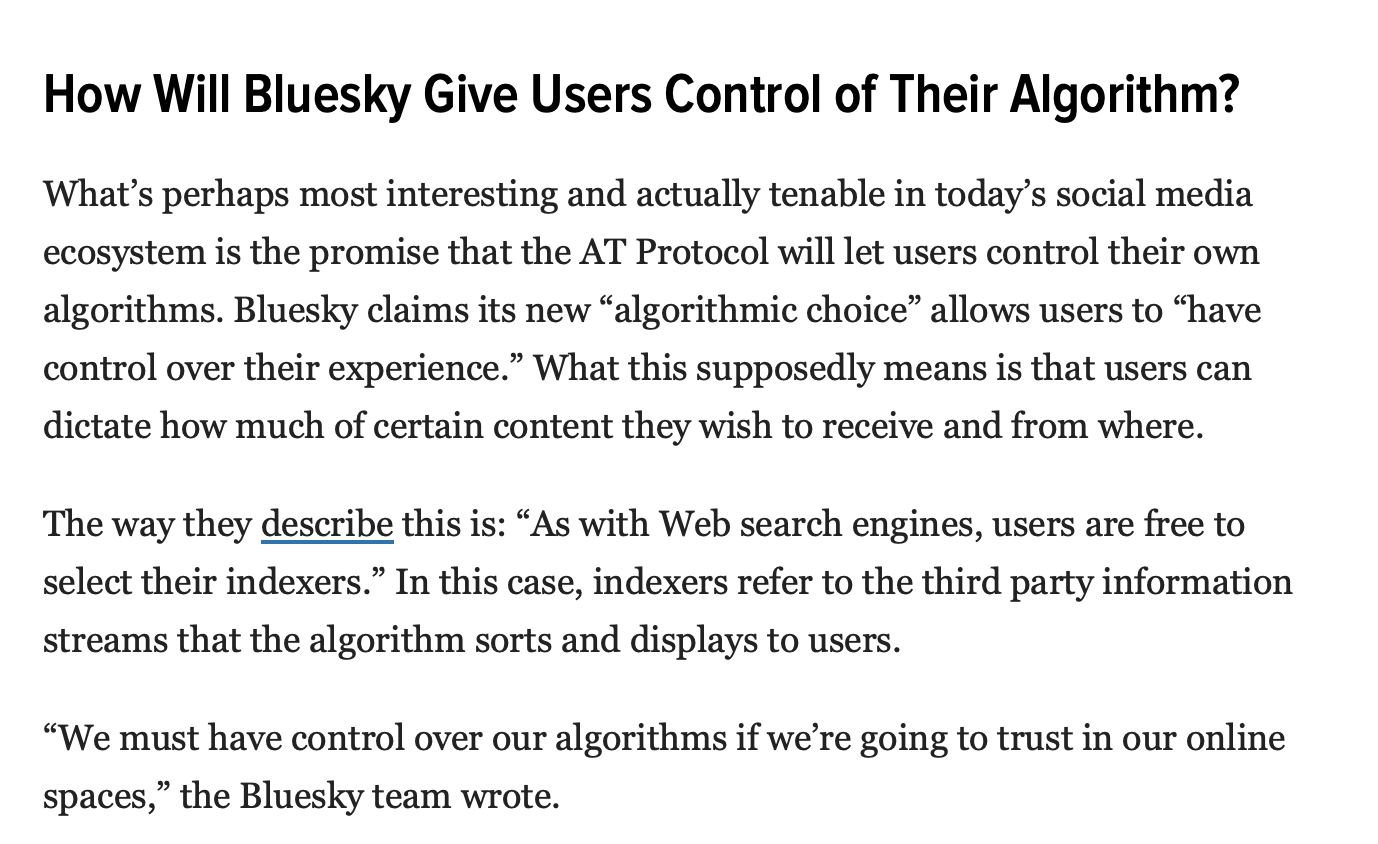 How Will Bluesky Give Users Control of Their Algorithm?
What’s perhaps most interesting and actually tenable in today’s social media
ecosystem is the promise that the AT Protocol will let users control their own
algorithms. Bluesky claims its new “algorithmic choice” allows users to “have
control over their experience.” What this supposedly means is that users can
dictate how much of certain content they wish to receive and from where.
The way they describe this is: “As with Web search engines, users are free to
select their indexers.” In this case, indexers refer to the third party information
streams that the algorithm sorts and displays to users.
“We must have control over our algorithms if we’re going to trust in our online
spaces,” the Bluesky team wrote.